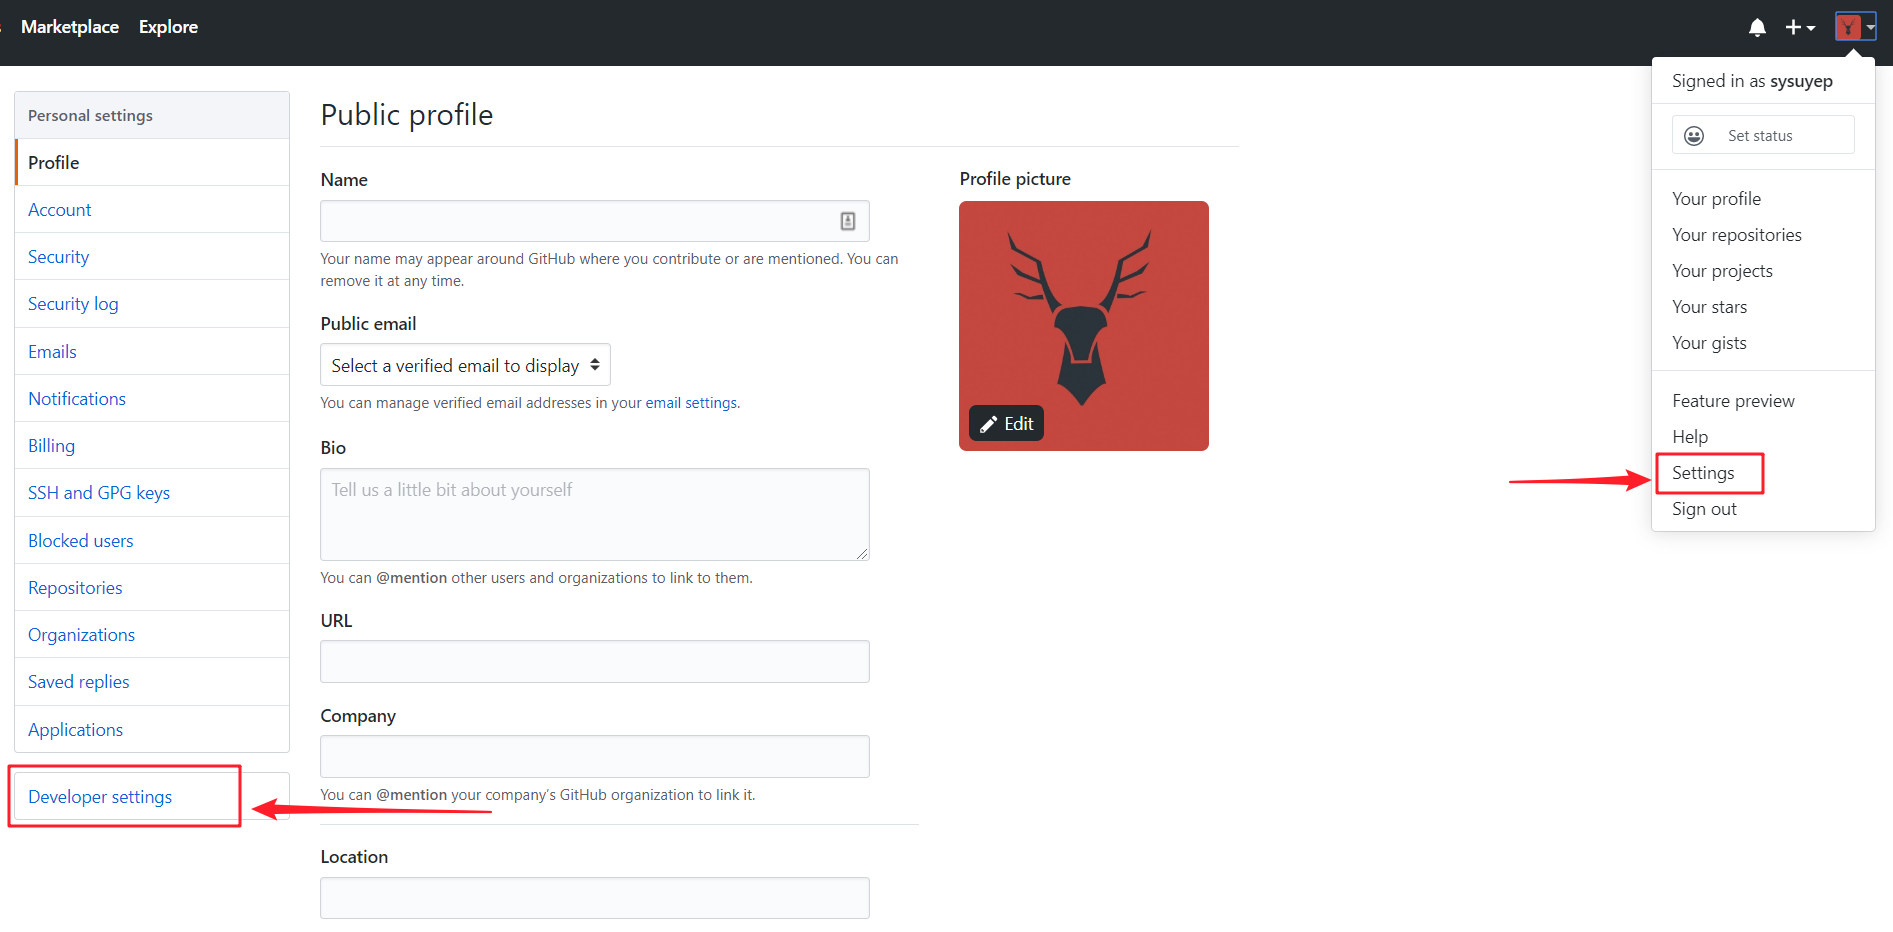 Marketplace Explore
Signed in as sysuyep
Set status
Your profile
Your repositories
Your projects
Your stars
Your gists
Feature preview
Help
Settings
Sign out
Personal settings
Profile
Account
Security
Security log
Emails
Notifications
Billing
SSH and GPG keys
Blocked users
Repositories
Organizations
Saved replies
Applications
Developer settings
Public profile
Name
Your name may appear around GitHub where you contribute or are mentioned. You can
remove it at any time.
Public email
Select a verified email to display
You can manage verified email addresses in your email settings.
Bio
Tell us a little bit about yourself
You can @mention other users and organizations to link to them.
URL
Company
You can @mention your company's GitHub organization to link it.
Location
Profile picture
Edit